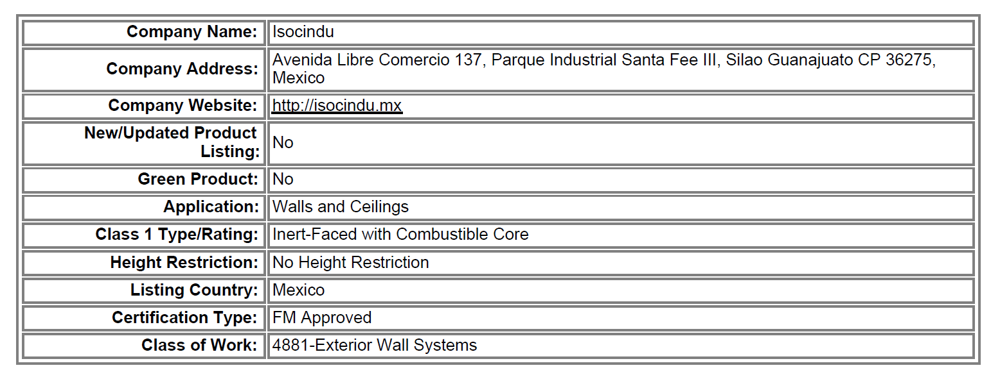 Company Name: Isocindu
Company Address: Avenida Libre Comercio 137, Parque Industrial Santa Fee III, Silao Guanajuato CP 36275,
Mexico
Company Website: http://isocindu.mx
New/Updated Product
Listing: No
Green Product: No
Application: Walls and Ceilings
Class 1 Type/Rating: Inert-Faced with Combustible Core
Height Restriction: No Height Restriction
Listing Country: Mexico
Certification Type: FM Approved
Class of Work: 4881-Exterior Wall Systems